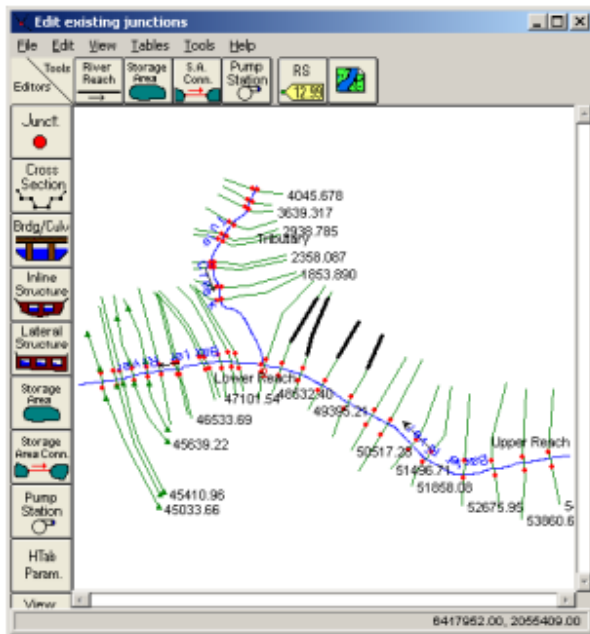 Edit existing junctions
File Edit View Tables Tools Help
Tools
Editors
River Reach
Storage Area
S.A. Conn.
Pump Station
RS
12.99
Junct.
Cross Section
Brdg/Culv
Inline Structure
Lateral Structure
Storage Area
Storage Area Conn.
Pump Station
HTab Param.
View
4045.678
3639.317
2938.785
Tributary
2358.087
1853.890
Lower Reach
47101.54
48632.40
46533.69
49395.21
45639.22
50517.23
Upper Reach
51496.71
51858.08
52675.95
53860.6
45410.96
45033.66
6417952.00, 2055409.00